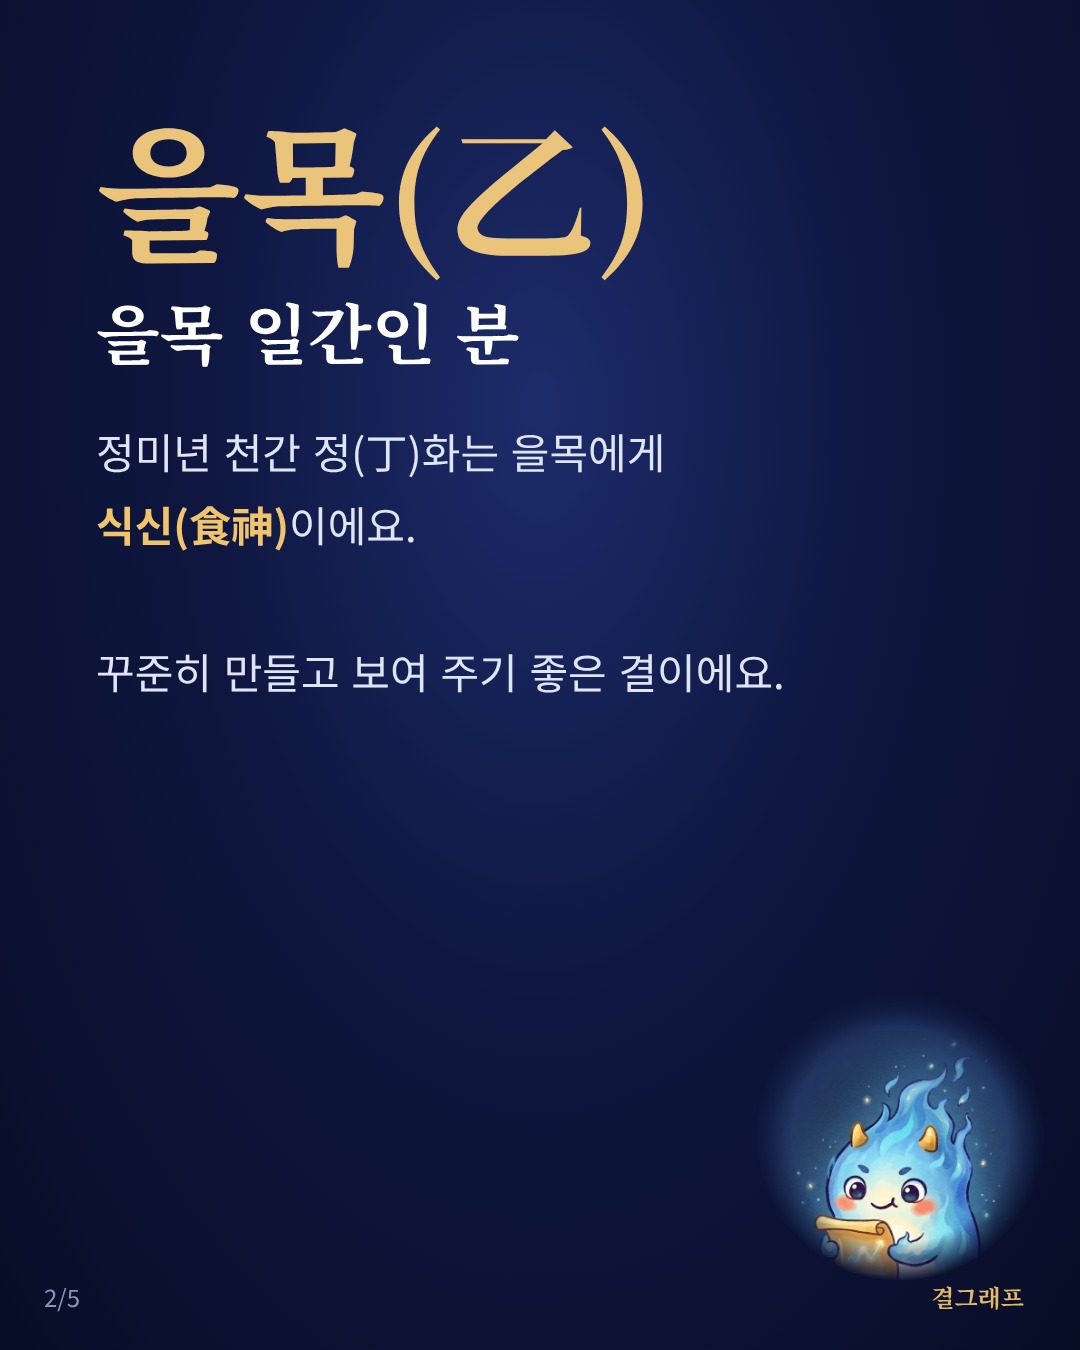 을목(乙)
을목 일간인 분
정미년 천간 정(丁)화는 을목에게
식신(食神)이에요.
꾸준히 만들고 보여 주기 좋은 결이에요.
2/5
결그래프